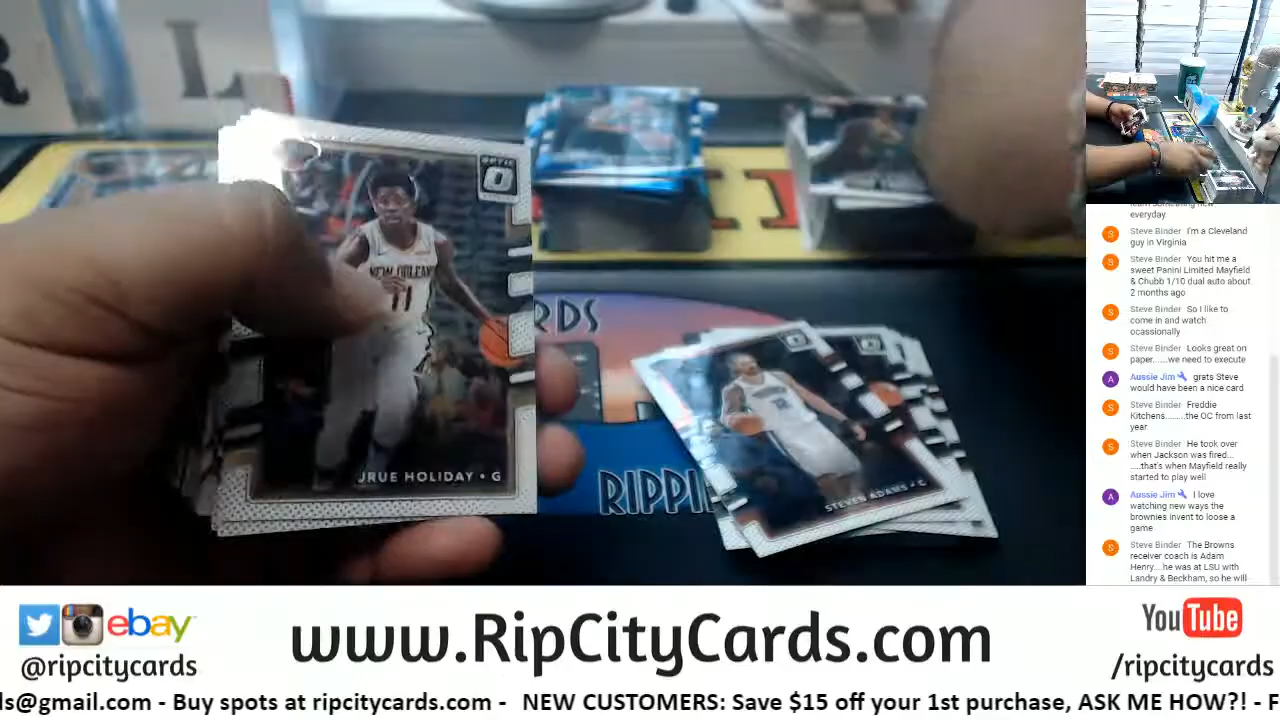 R L
OPTIC
O
NEW ORLEANS
11
JRUE HOLIDAY • G
RDS
RIPPI
STEVEN ADAMS • C
everyday
Steve Binder I'm a Cleveland
guy in Virginia
Steve Binder You hit me a
sweet Panini Limited Mayfield
& Chubb 1/10 dual auto about
2 months ago
Steve Binder So I like to
come in and watch
ocassionally
Steve Binder Looks great on
paper......we need to execute
Aussie Jim grats Steve
would have been a nice card
Steve Binder Freddie
Kitchens.........the OC from last
year
Steve Binder He took over
when Jackson was fired...
.....that's when Mayfield really
started to play well
Aussie Jim I love
watching new ways the
brownies invent to loose a
game
Steve Binder The Browns
receiver coach is Adam
Henry....he was at LSU with
Landry & Beckham, so he will
ebay
@ripcitycards
www.RipCityCards.com
YouTube
/ripcitycards
ds@gmail.com - Buy spots at ripcitycards.com - NEW CUSTOMERS: Save $15 off your 1st purchase, ASK ME HOW?! - F